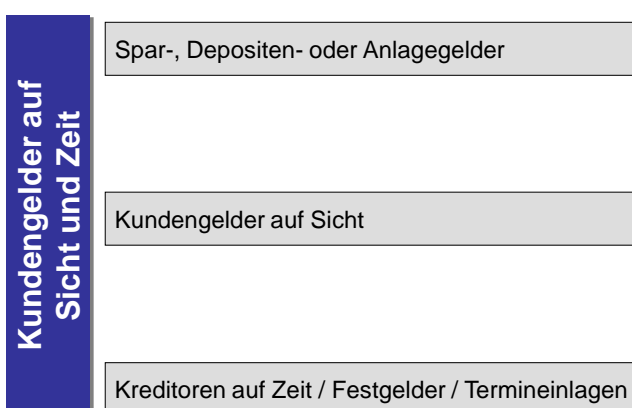 Kundengelder auf
Sicht und Zeit
Spar-, Depositen- oder Anlagegelder
Kundengelder auf Sicht
Kreditoren auf Zeit / Festgelder / Termineinlagen